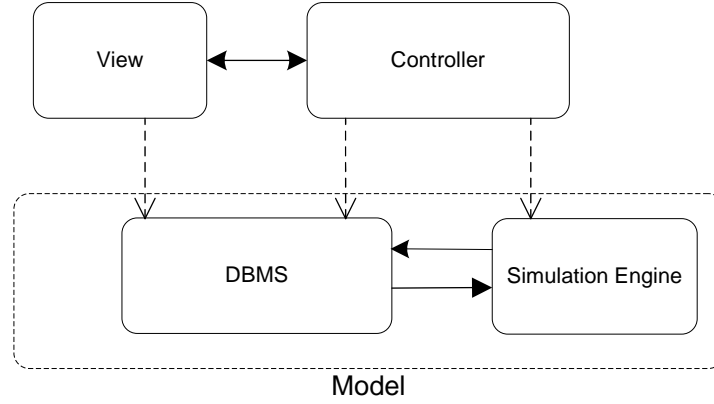 View
Controller
DBMS
Simulation Engine
Model